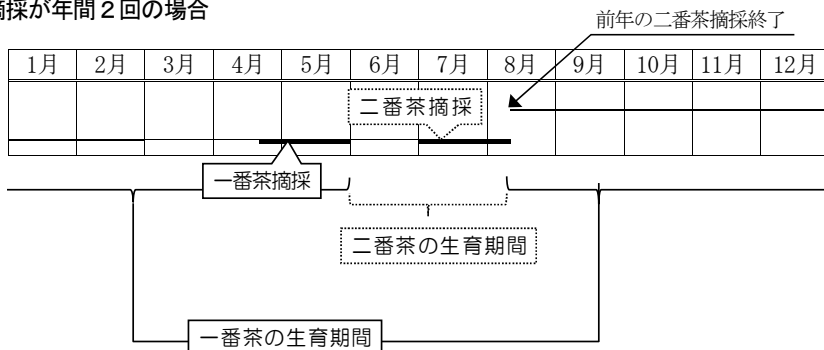 摘採が年間２回の場合
前年の二番茶摘採終了
1月 2月 3月 4月 5月 6月 7月 8月 9月 10月 11月 12月
二番茶摘採
一番茶摘採
二番茶の生育期間
一番茶の生育期間